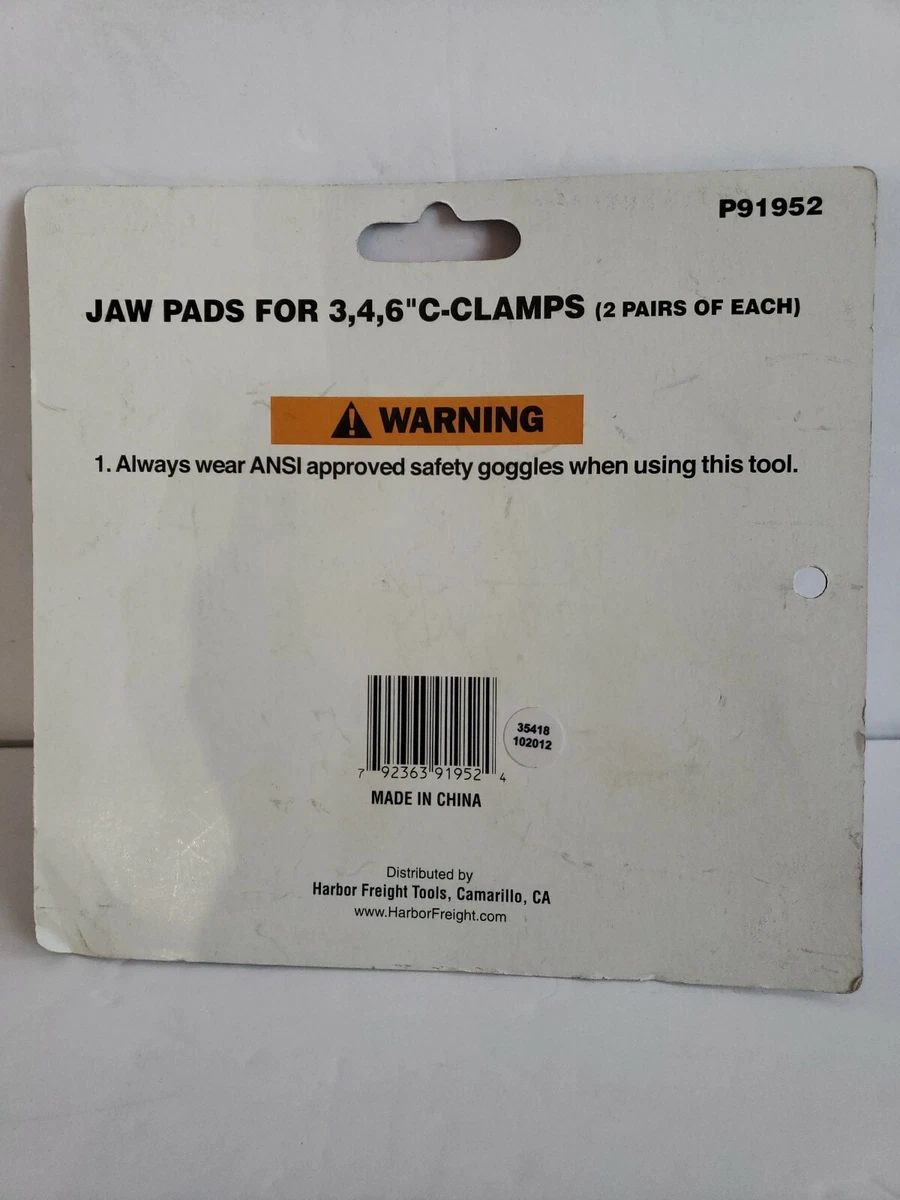 P91952
JAW PADS FOR 3,4,6"C-CLAMPS (2 PAIRS OF EACH)
WARNING
1. Always wear ANSI approved safety goggles when using this tool.
35418
102012
7 92363 91952 4
MADE IN CHINA
Distributed by
Harbor Freight Tools, Camarillo, CA
www.HarborFreight.com